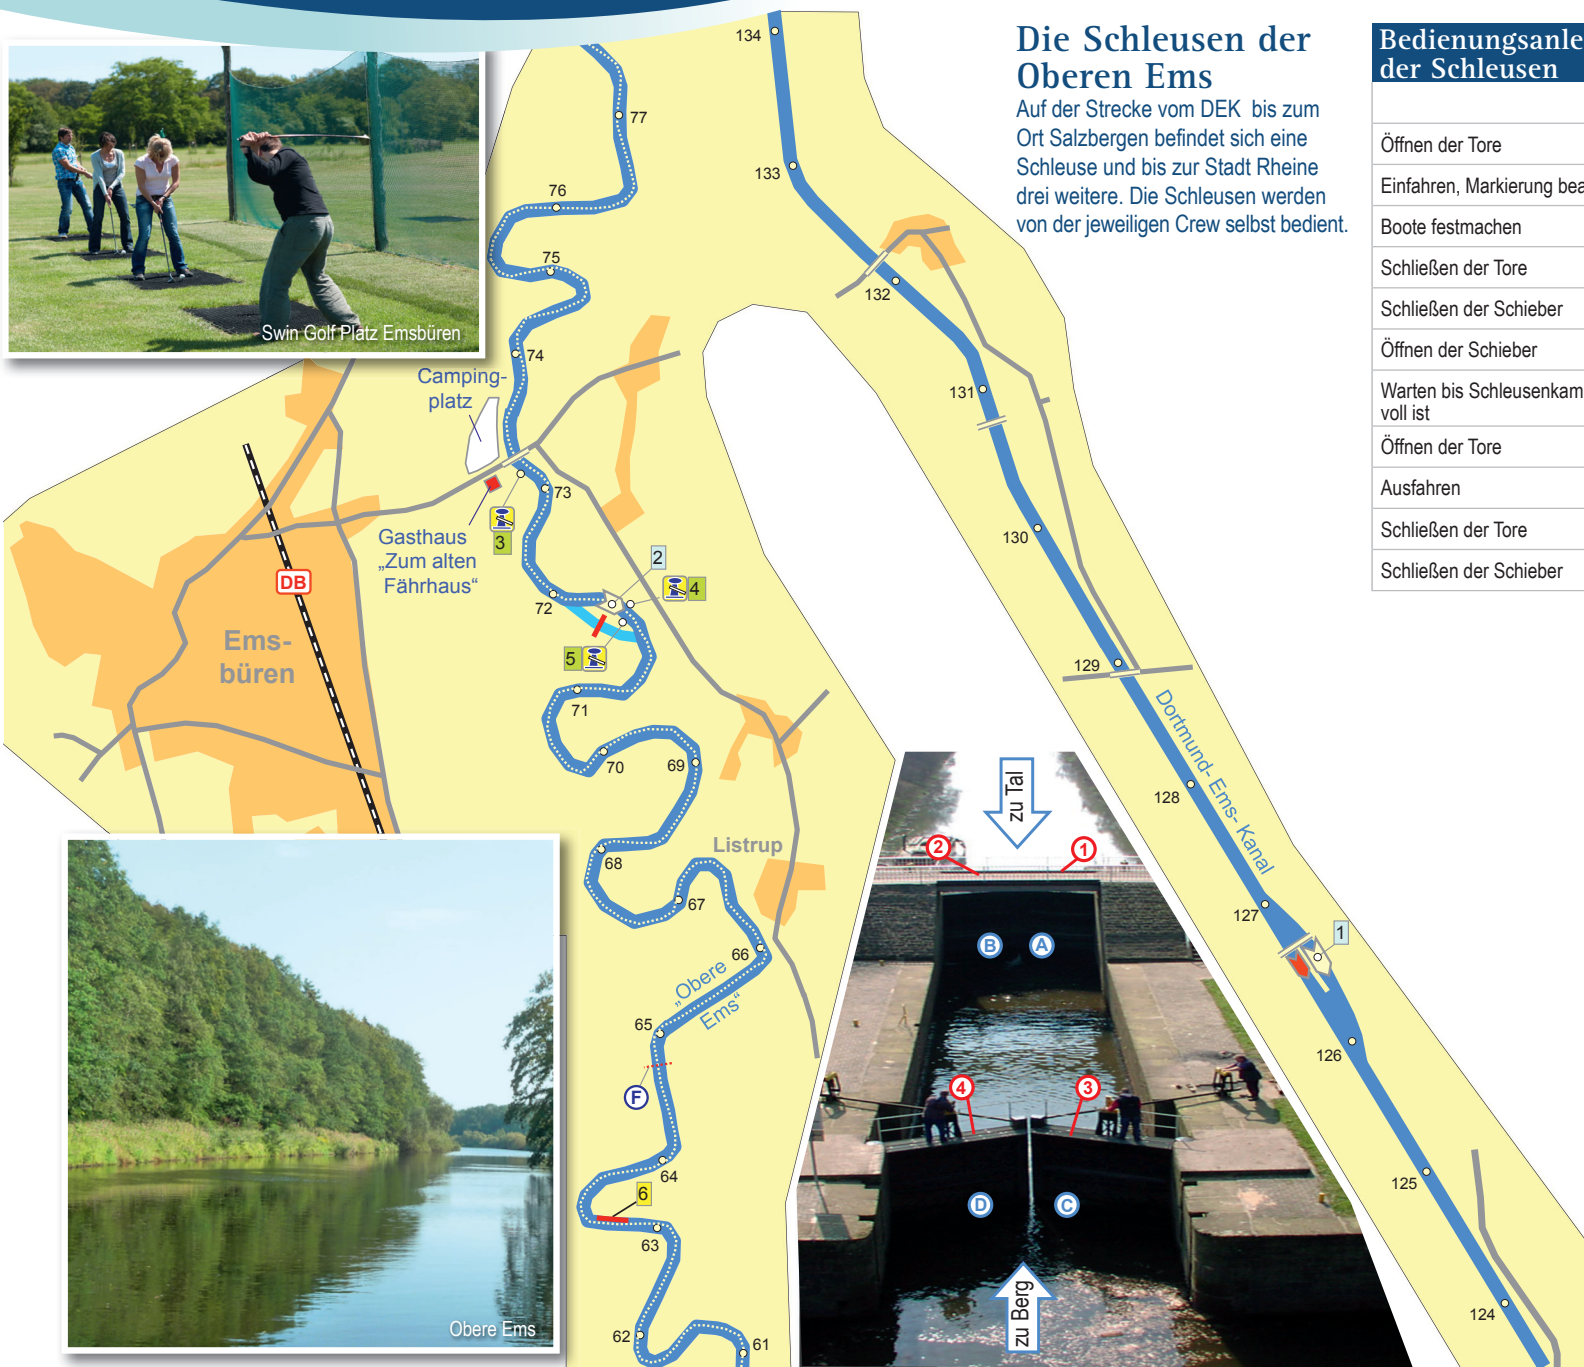 Die Schleusen der
Oberen Ems
Auf der Strecke vom DEK bis zum
Ort Salzbergen befindet sich eine
Schleuse und bis zur Stadt Rheine
drei weitere. Die Schleusen werden
von der jeweiligen Crew selbst bedient.
Bedienungsanle
der Schleusen
Öffnen der Tore
Einfahren, Markierung bea
Boote festmachen
Schließen der Tore
Schließen der Schieber
Öffnen der Schieber
Warten bis Schleusenkam
voll ist
Öffnen der Tore
Ausfahren
Schließen der Tore
Schließen der Schieber
Swin Golf Platz Emsbüren
134
77
133
76
75
132
74
Camping-
platz
131
73
3
Gasthaus
„Zum alten
Fährhaus“
130
DB
2
4
72
5
Ems-
büren
129
71
70
69
Dortmund- Ems- Kanal
128
zu Tal
Listrup
68
2
1
67
127
1
66
B
A
„Obere
Ems“
65
126
F
4
3
64
125
6
D
C
63
zu Berg
124
62
61
Obere Ems